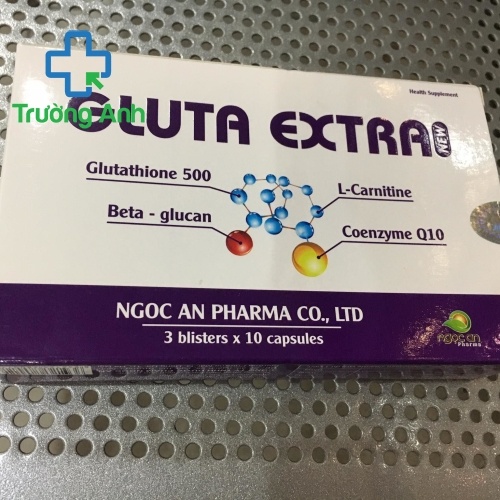 Health Supplement
Trường Anh
GLUTA EXTRA
NEW
Glutathione 500
L-Carnitine
Beta - glucan
Coenzyme Q10
NGOC AN PHARMA CO., LTD
3 blisters x 10 capsules
NGỌC AN
Pharma